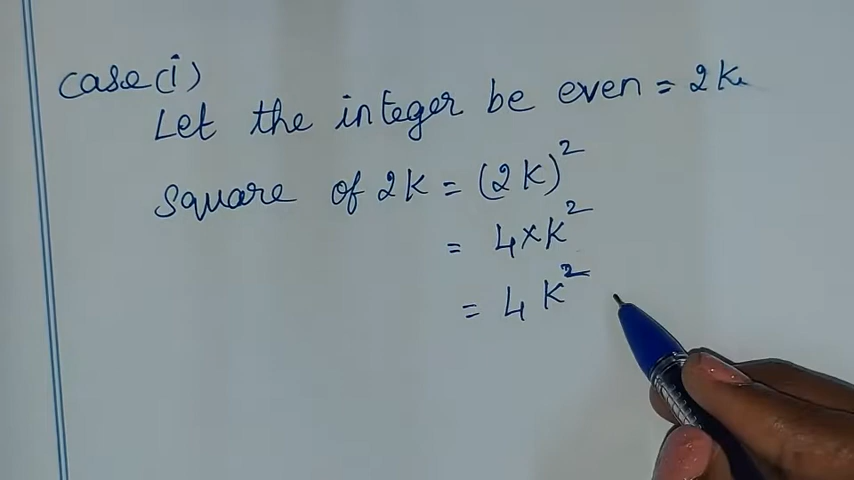 case(i)
Let the integer be even = 2K
square of 2K = (2K)²
= 4×K²
= 4K²